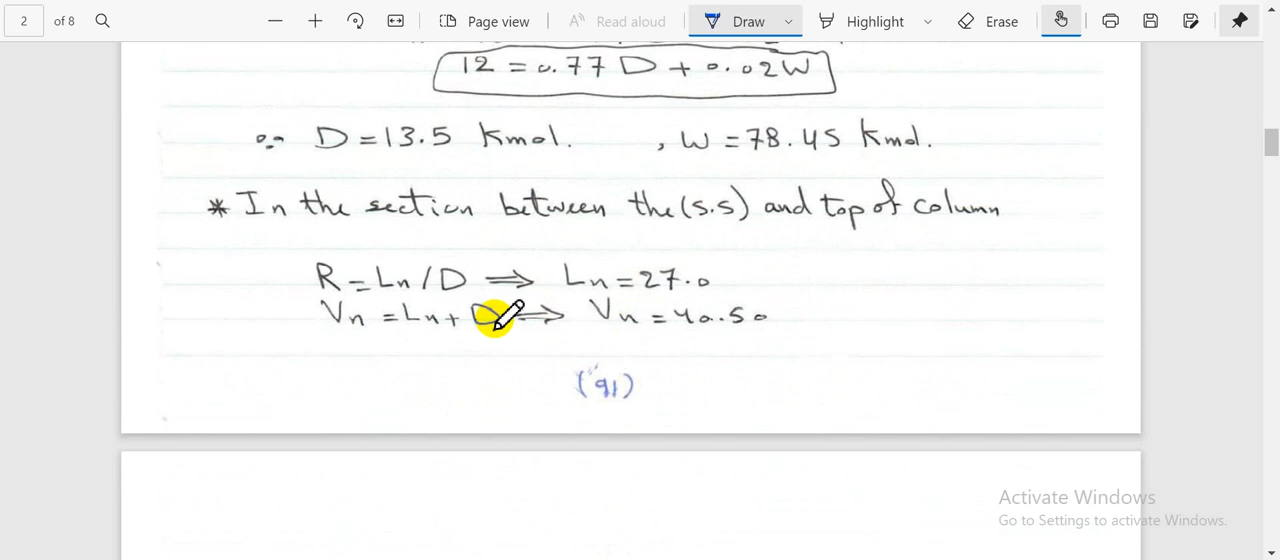 2 of 8 Page view Read aloud Draw Highlight Erase
12 = 0.77 D + 0.02W
∴ D = 13.5 Kmol. , W = 78.45 Kmol.
* In the section between the (s.s) and top of column
R = Ln / D ⟹ Ln = 27.0
Vn = Ln + D ⟹ Vn = 40.50
(91)
Activate Windows
Go to Settings to activate Windows.